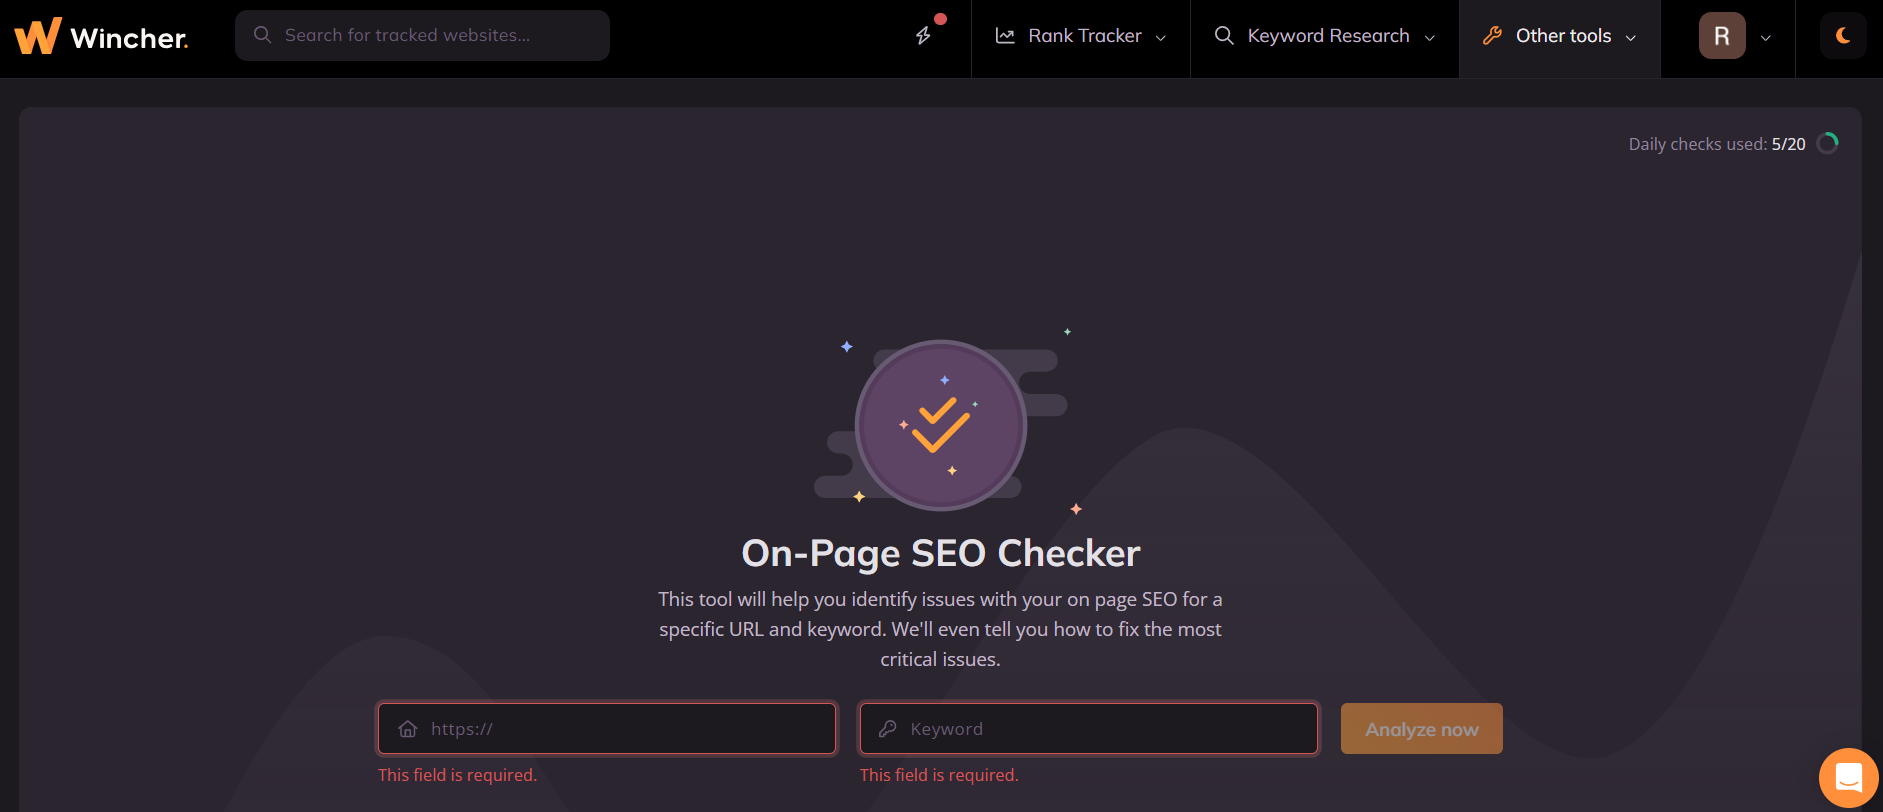 Wincher.
Search for tracked websites...
Rank Tracker
Keyword Research
Other tools
R
Daily checks used: 5/20
On-Page SEO Checker
This tool will help you identify issues with your on page SEO for a
specific URL and keyword. We'll even tell you how to fix the most
critical issues.
https://
Keyword
Analyze now
This field is required.
This field is required.